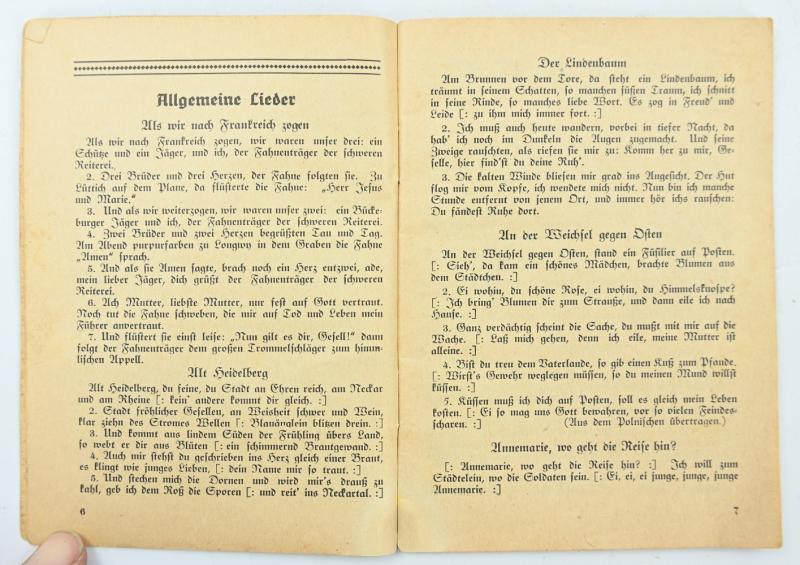 Allgemeine Lieder
Als wir nach Frankreich zogen
Als wir nach Frankreich zogen, wir waren unser drei: ein
Schütze und ein Jäger, und ich, der Fahnenträger der schweren
Reiterei.
2. Drei Brüder und drei Herzen, der Fahne folgten sie. Zu
Lüttich auf dem Plane, da flüsterte die Fahne: „Herr Jesus
und Marie.“
3. Und als wir weiterzogen, wir waren unser zwei: ein Bücke-
burger Jäger und ich, der Fahnenträger der schweren Reiterei.
4. Zwei Brüder und zwei Herzen begrüßten Tau und Tag.
Am Abend purpurfarben zu Longwy in dem Graben die Fahne
„Amen“ sprach.
5. Und als sie Amen sagte, brach noch ein Herz entzwei, ade,
mein lieber Jäger, dich grüßt der Fahnenträger der schweren
Reiterei.
6. Ach Mutter, liebste Mutter, nur fest auf Gott vertraut.
Noch tut die Fahne schweben, die mir auf Tod und Leben mein
Führer anvertraut.
7. Und flüstert sie einst leise: „Nun gilt es dir, Gesell!“ dann
folgt der Fahnenträger dem großen Trommelschläger zum himm-
lischen Appell.
Alt Heidelberg
Alt Heidelberg, du feine, du Stadt an Ehren reich, am Neckar
und am Rheine [: kein' andere kommt dir gleich. :]
2. Stadt fröhlicher Gesellen, an Weisheit schwer und Wein,
klar ziehn des Stromes Wellen [: Blauäuglein blitzen drein. :]
3. Und kommt aus lindem Süden der Frühling übers Land,
so webt er dir aus Blüten [: ein schimmernd Brautgewand. :]
4. Auch mir stehst du geschrieben ins Herz gleich einer Braut,
es klingt wie junges Lieben, [: dein Name mir so traut. :]
5. Und stechen mich die Dornen und wird mir's drauß zu
kahl, geb ich dem Roß die Sporen [: und reit' ins Neckartal. :]
6
Der Lindenbaum
Am Brunnen vor dem Tore, da steht ein Lindenbaum, ich
träumt in seinem Schatten, so manchen süßen Traum, ich schnitt
in seine Rinde, so manches liebe Wort. Es zog in Freud' und
Leide [: zu ihm mich immer fort. :]
2. Ich muß auch heute wandern, vorbei in tiefer Nacht, da
hab' ich noch im Dunkeln die Augen zugemacht. Und seine
Zweige rauschten, als riefen sie mir zu: Komm her zu mir, Ge-
selle, hier find'st du deine Ruh'.
3. Die kalten Winde bliesen mir grad ins Angesicht. Der Hut
flog mir vom Kopfe, ich wendete mich nicht. Nun bin ich manche
Stunde entfernt von jenem Ort, und immer hör ichs rauschen:
Du fändest Ruhe dort.
An der Weichsel gegen Osten
An der Weichsel gegen Osten, stand ein Füsilier auf Posten.
[: Sieh', da kam ein schönes Mädchen, brachte Blumen aus
dem Städtchen. :]
2. Ei wohin, du schöne Rose, ei wohin, du Himmelsknospe?
[: Ich bring' Blumen dir zum Strauße, und dann eile ich nach
Hause. :]
3. Ganz verdächtig scheint die Sache, du mußt mit mir auf die
Wache. [: Laß mich gehen, denn ich eile, meine Mutter ist
alleine. :]
4. Bist du treu dem Vaterlande, so gib einen Kuß zum Pfande.
[: Wirst's Gewehr weglegen müssen, so du meinen Mund willst
küssen. :]
5. Küssen muß ich dich auf Posten, soll es gleich mein Leben
kosten. [: Ei so mag uns Gott bewahren, vor so vielen Feindes-
scharen. :] (Aus dem Polnischen übertragen.)
Annemarie, wo geht die Reise hin?
[: Annemarie, wo geht die Reise hin? :] Ich will zum
Städtelein, wo die Soldaten sein. [: Ei, ei, ei junge, junge, junge
Annemarie. :]
7